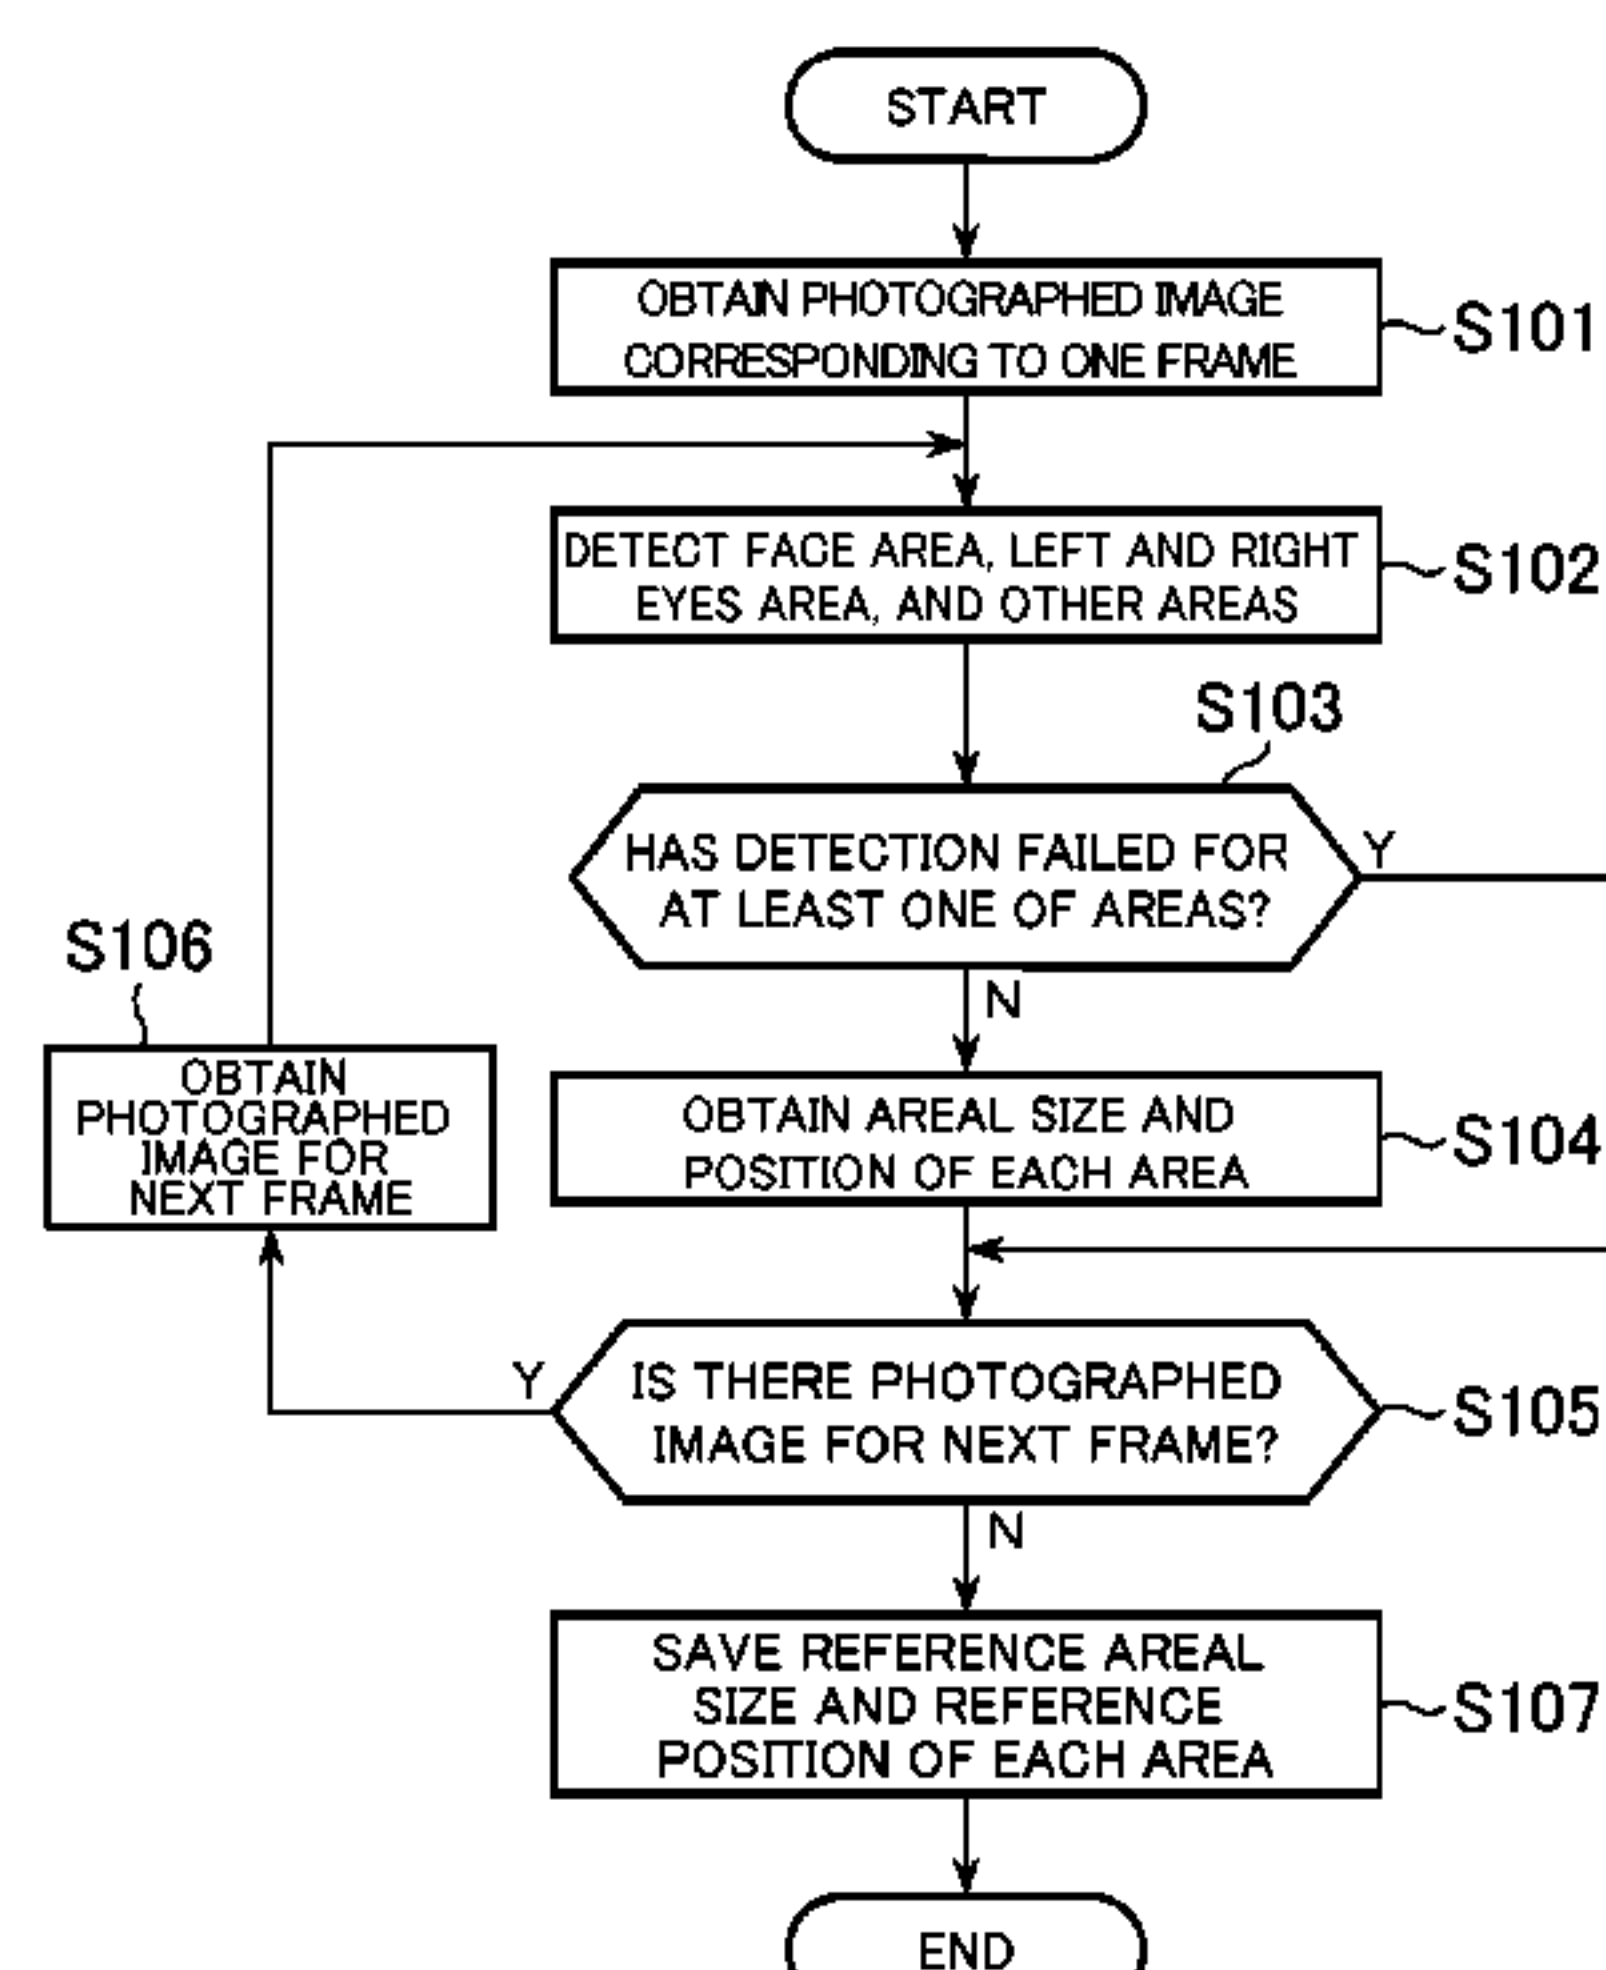 START
OBTAIN PHOTOGRAPHED IMAGE
CORRESPONDING TO ONE FRAME
S101
DETECT FACE AREA, LEFT AND RIGHT
EYES AREA, AND OTHER AREAS
S102
S103
HAS DETECTION FAILED FOR
AT LEAST ONE OF AREAS?
Y
N
S106
OBTAIN
PHOTOGRAPHED
IMAGE FOR
NEXT FRAME
OBTAIN AREAL SIZE AND
POSITION OF EACH AREA
S104
Y
IS THERE PHOTOGRAPHED
IMAGE FOR NEXT FRAME?
S105
N
SAVE REFERENCE AREAL
SIZE AND REFERENCE
POSITION OF EACH AREA
S107
END